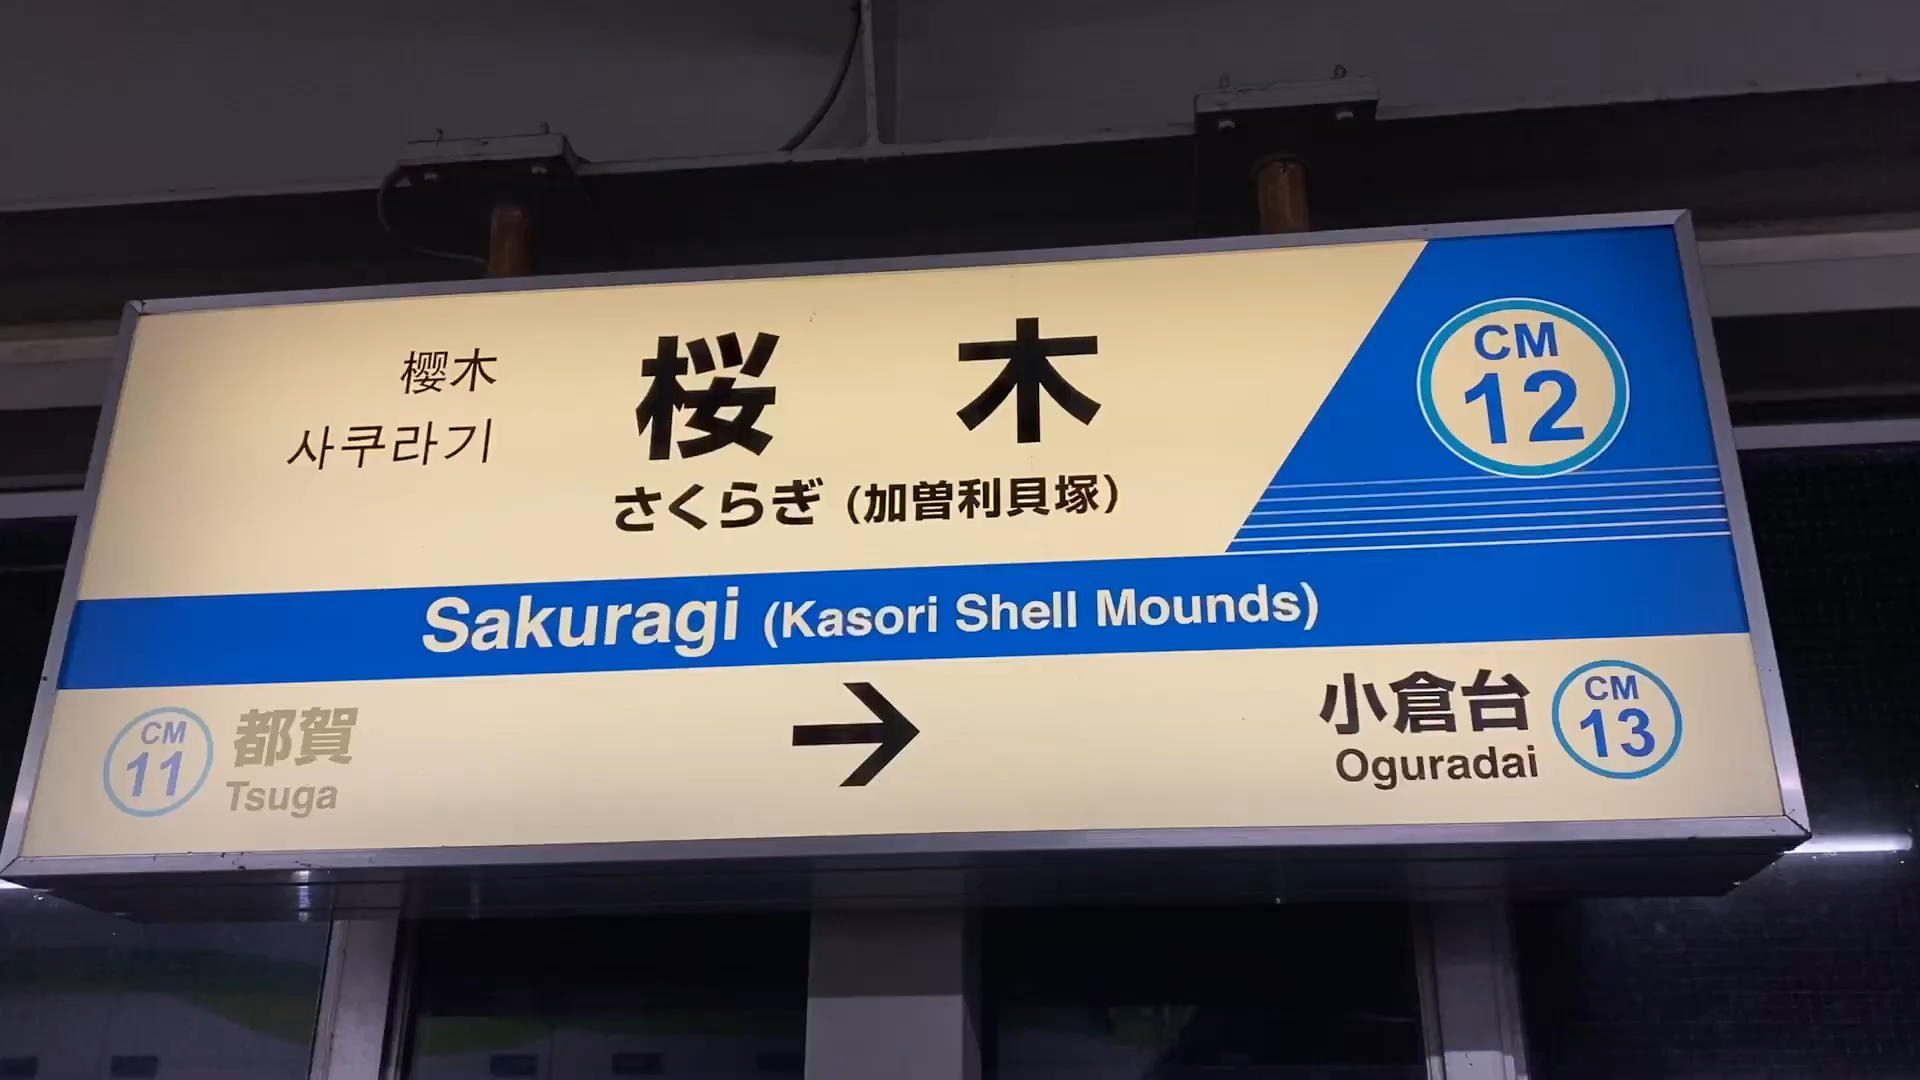 樱木
사쿠라기
桜 木
さくらぎ (加曽利貝塚)
CM
12
Sakuragi (Kasori Shell Mounds)
CM
11
都賀
Tsuga
→
小倉台
Oguradai
CM
13